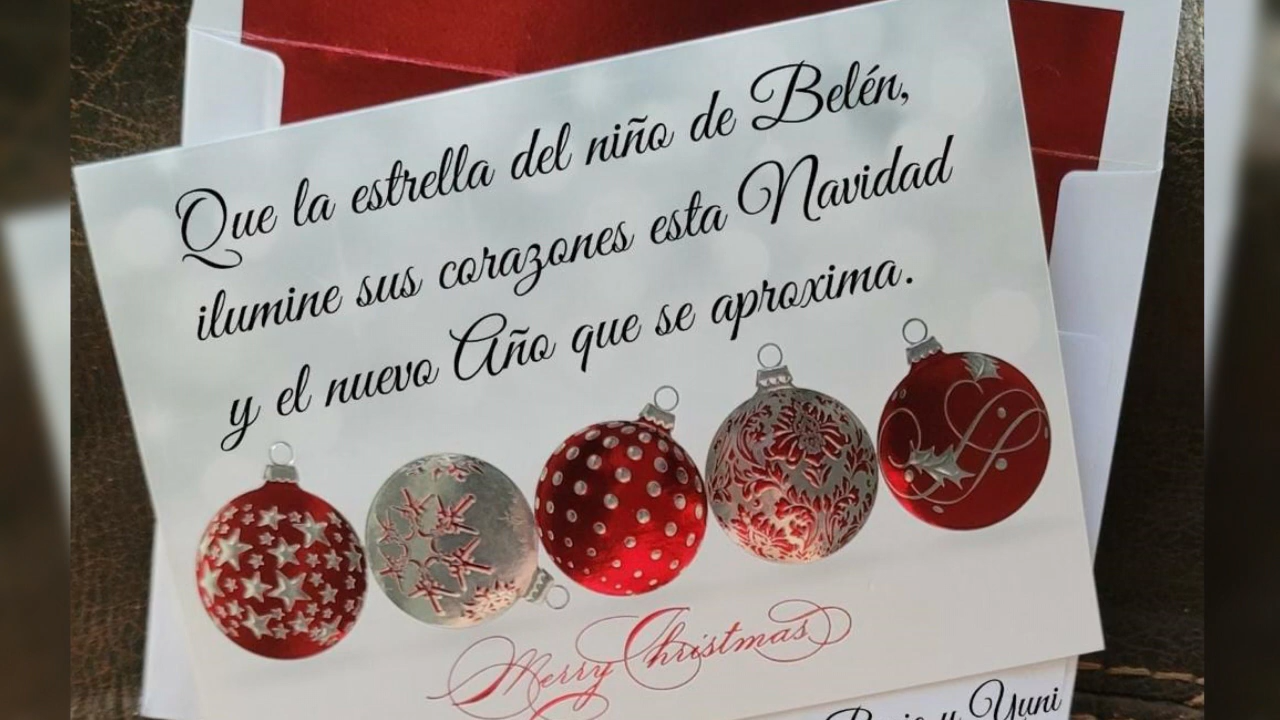 Que la estrella del niño de Belén,
ilumine sus corazones esta Navidad
y el nuevo Año que se aproxima.
Merry Christmas
y Yuni